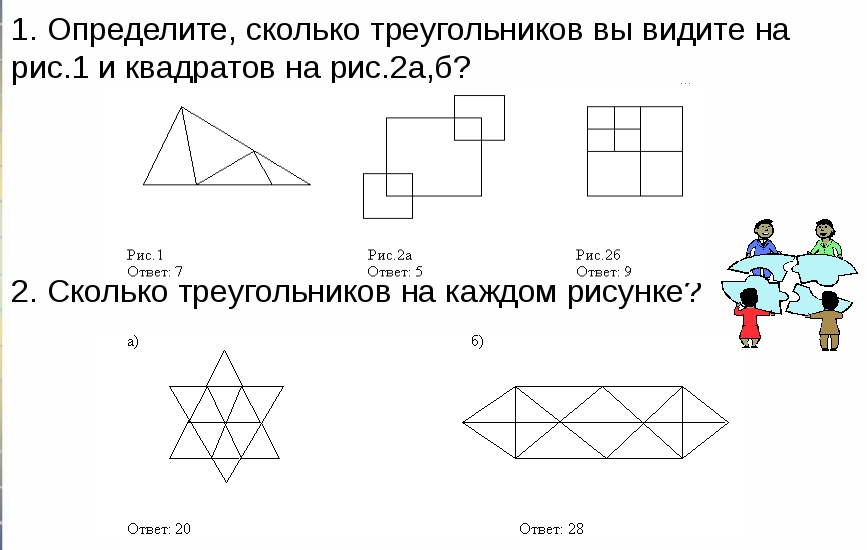 1. Определите, сколько треугольников вы видите на
рис.1 и квадратов на рис.2а,б?
...
Рис.1
Ответ: 7
Рис.2а
Ответ: 5
Рис.2б
Ответ: 9
2. Сколько треугольников на каждом рисунке?
а)
б)
Ответ: 20
Ответ: 28